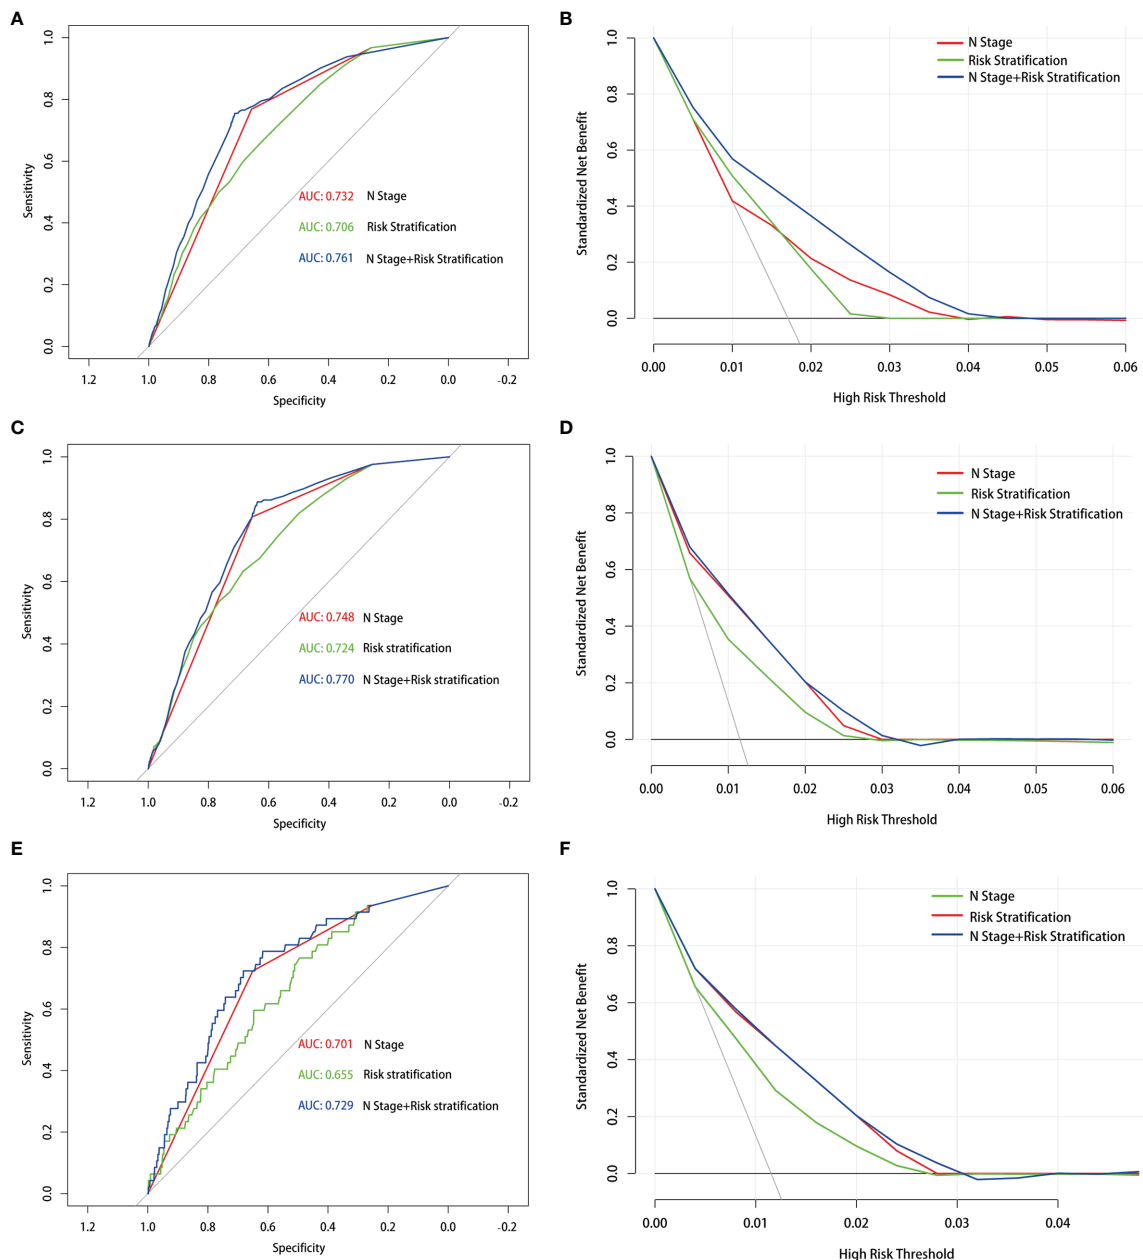 A
1.0
0.8
0.6
0.4
0.2
0.0
Sensitivity
AUC: 0.732 N Stage
AUC: 0.706 Risk Stratification
AUC: 0.761 N Stage+Risk Stratification
1.2 1.0 0.8 0.6 0.4 0.2 0.0 -0.2
Specificity
B
1.0
0.8
0.6
0.4
0.2
0.0
Standardized Net Benefit
N Stage
Risk Stratification
N Stage+Risk Stratification
0.00 0.01 0.02 0.03 0.04 0.05 0.06
High Risk Threshold
C
1.0
0.8
0.6
0.4
0.2
0.0
Sensitivity
AUC: 0.748 N Stage
AUC: 0.724 Risk stratification
AUC: 0.770 N Stage+Risk stratification
1.2 1.0 0.8 0.6 0.4 0.2 0.0 -0.2
Specificity
D
1.0
0.8
0.6
0.4
0.2
0.0
Standardized Net Benefit
N Stage
Risk Stratification
N Stage+Risk Stratification
0.00 0.01 0.02 0.03 0.04 0.05 0.06
High Risk Threshold
E
1.0
0.8
0.6
0.4
0.2
0.0
Sensitivity
AUC: 0.701 N Stage
AUC: 0.655 Risk stratification
AUC: 0.729 N Stage+Risk stratification
1.2 1.0 0.8 0.6 0.4 0.2 0.0 -0.2
Specificity
F
1.0
0.8
0.6
0.4
0.2
0.0
Standardized Net Benefit
N Stage
Risk Stratification
N Stage+Risk Stratification
0.00 0.01 0.02 0.03 0.04
High Risk Threshold